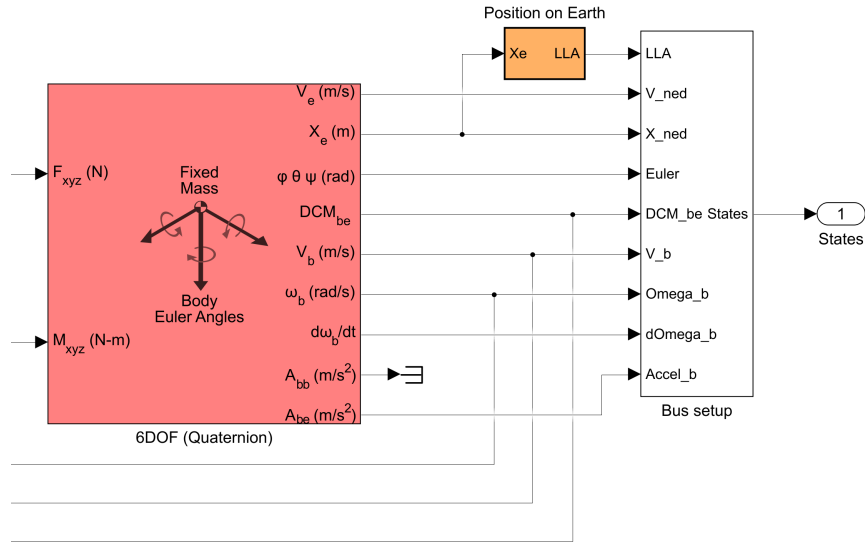 Position on Earth
Xe LLA
LLA
V_e (m/s)
V_ned
X_e (m)
X_ned
F_xyz (N)
Fixed
Mass
φ θ ψ (rad)
Euler
DCM_be
DCM_be States
1
States
V_b (m/s)
V_b
Body
Euler Angles
ω_b (rad/s)
Omega_b
M_xyz (N-m)
dω_b/dt
dOmega_b
A_bb (m/s²)
Accel_b
A_be (m/s²)
Bus setup
6DOF (Quaternion)